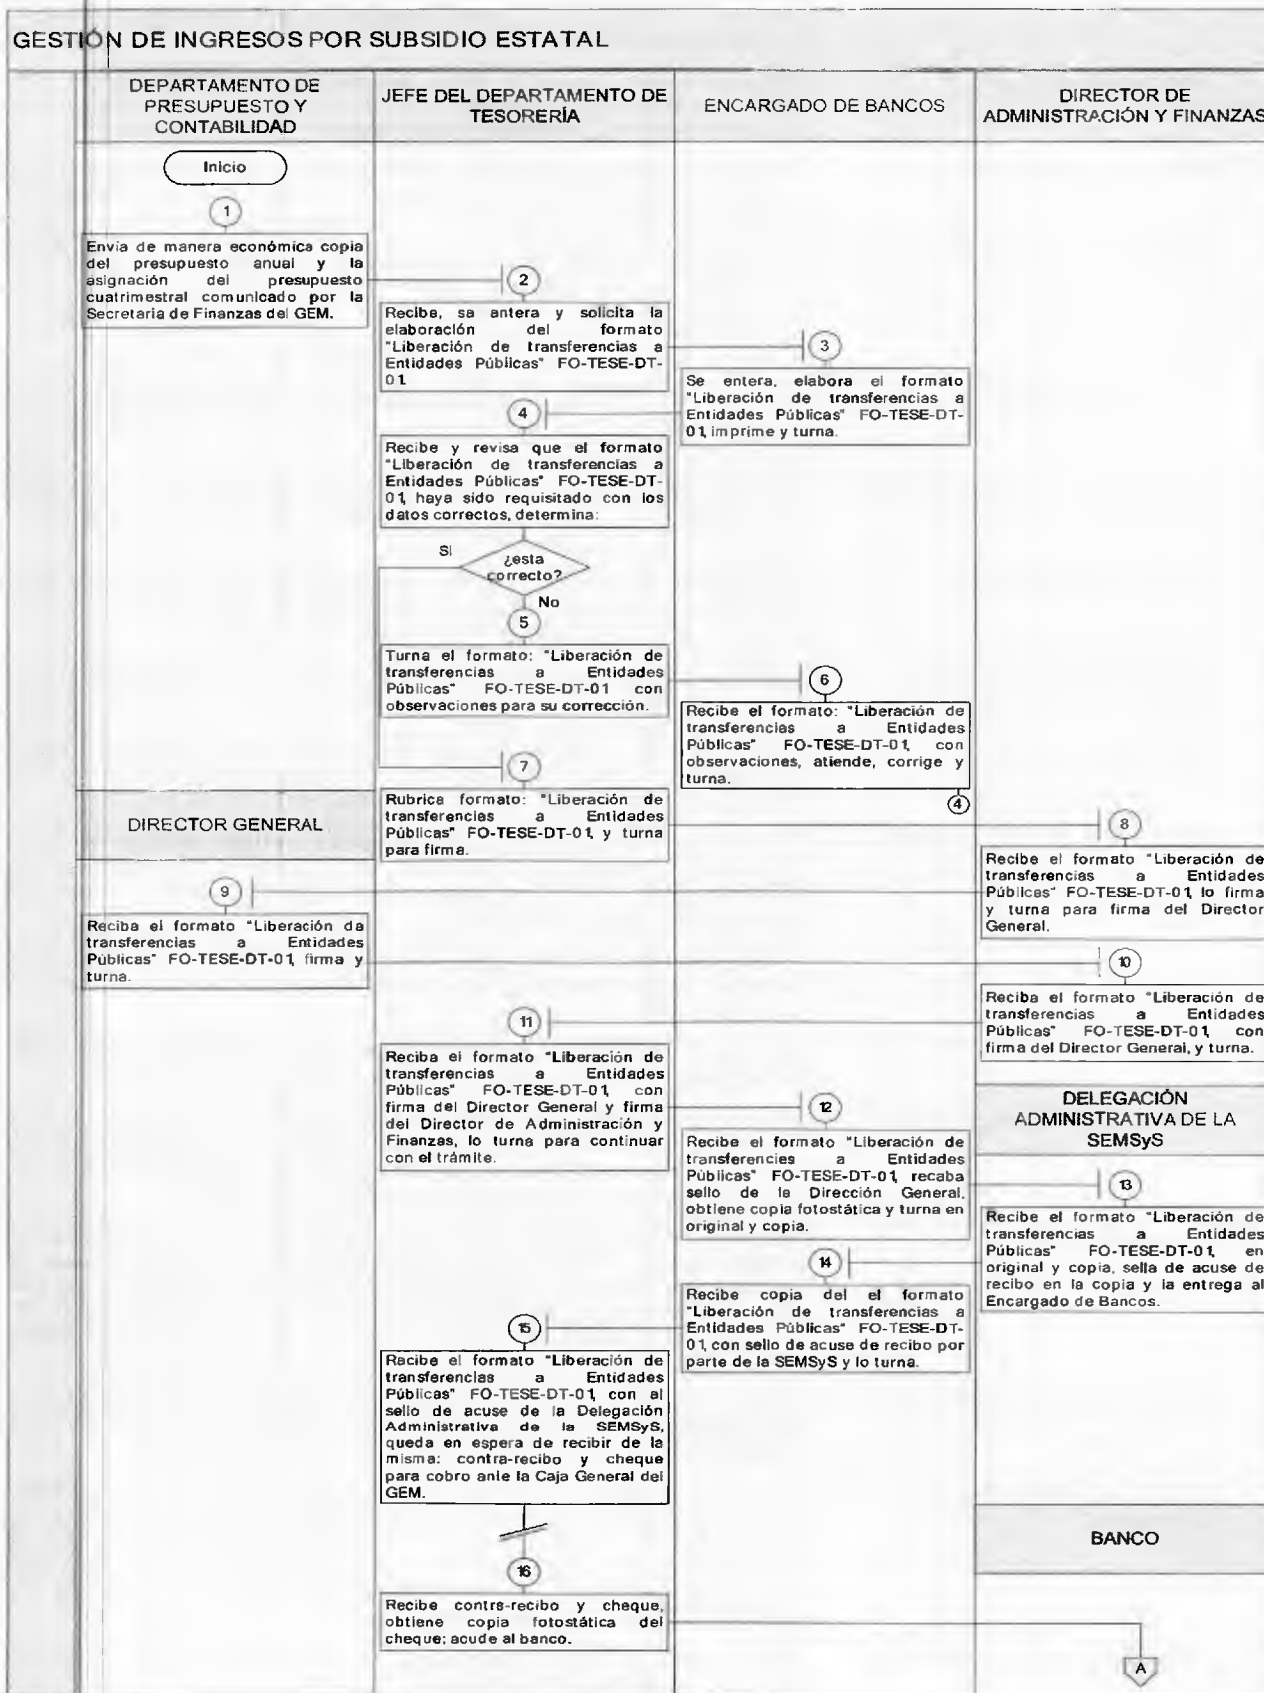 GESTIÓN DE INGRESOS POR SUBSIDIO ESTATAL
DEPARTAMENTO DE
PRESUPUESTO Y
CONTABILIDAD
JEFE DEL DEPARTAMENTO DE
TESORERÍA
ENCARGADO DE BANCOS
DIRECTOR DE
ADMINISTRACIÓN Y FINANZAS
Inicio
1
Envía de manera económica copia
del presupuesto anual y la
asignación del presupuesto
cuatrimestral comunicado por la
Secretaria de Finanzas del GEM.
2
Recibe, se antera y solicita la
elaboración del formato
"Liberación de transferencias a
Entidades Públicas" FO-TESE-DT-
01.
3
Se entera, elabora el formato
"Liberación de transferencias a
Entidades Públicas" FO-TESE-DT-
01, imprime y turna.
4
Recibe y revisa que el formato
"Liberación de transferencias a
Entidades Públicas" FO-TESE-DT-
01, haya sido requisitado con los
datos correctos, determina:
SI
¿esta
correcto?
No
5
Turna el formato: "Liberación de
transferencias a Entidades
Públicas" FO-TESE-DT-01 con
observaciones para su corrección.
6
Recibe el formato: "Liberación de
transferencias a Entidades
Públicas" FO-TESE-DT-01, con
observaciones, atiende, corrige y
turna.
4
7
Rubrica formato: "Liberación de
transferencias a Entidades
Públicas" FO-TESE-DT-01, y turna
para firma.
DIRECTOR GENERAL
8
Recibe el formato "Liberación de
transferencias a Entidades
Públicas" FO-TESE-DT-01, lo firma
y turna para firma del Director
General.
9
Reciba el formato "Liberación da
transferencias a Entidades
Públicas" FO-TESE-DT-01, firma y
turna.
10
Reciba el formato "Liberación de
transferencias a Entidades
Públicas" FO-TESE-DT-01, con
firma del Director General, y turna.
11
Reciba el formato "Liberación de
transferencias a Entidades
Públicas" FO-TESE-DT-01, con
firma del Director General y firma
del Director de Administración y
Finanzas, lo turna para continuar
con el trámite.
DELEGACIÓN
ADMINISTRATIVA DE LA
SEMSyS
12
Recibe el formato "Liberación de
transferencies a Entidades
Públicas" FO-TESE-DT-01, recaba
sello de la Dirección General,
obtiene copia fotostática y turna en
original y copia.
13
Recibe el formato "Liberación de
transferencias a Entidades
Públicas" FO-TESE-DT-01, en
original y copia, sella de acuse de
recibo en la copia y la entrega al
Encargado de Bancos.
14
Recibe copia del el formato
"Liberación de transferencias a
Entidades Públicas" FO-TESE-DT-
01, con sello de acuse de recibo por
parte de la SEMSyS y lo turna.
15
Racibe el formato "Liberación de
transferencias a Entidades
Públicas" FO-TESE-DT-01, con al
sello de acuse de la Delegación
Administrativa de la SEMSyS,
queda en espera de recibir de la
misma: contra-recibo y cheque
para cobro ante la Caja General del
GEM.
BANCO
16
Recibe contre-recibo y cheque,
obtiene copia fotostática del
cheque; acude al banco.
A